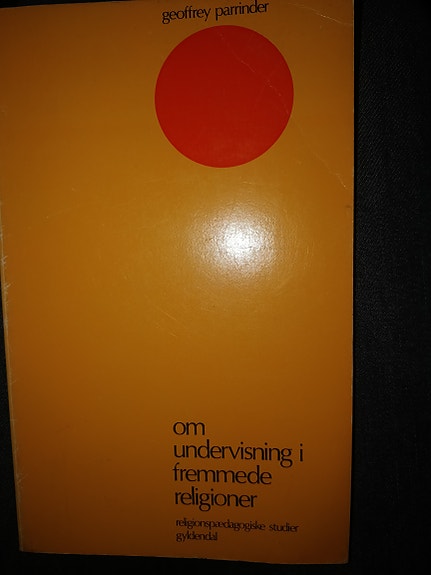 geoffrey parrinder
om
undervisning i
fremmede
religioner
religionspædagogiske studier
gyldendal